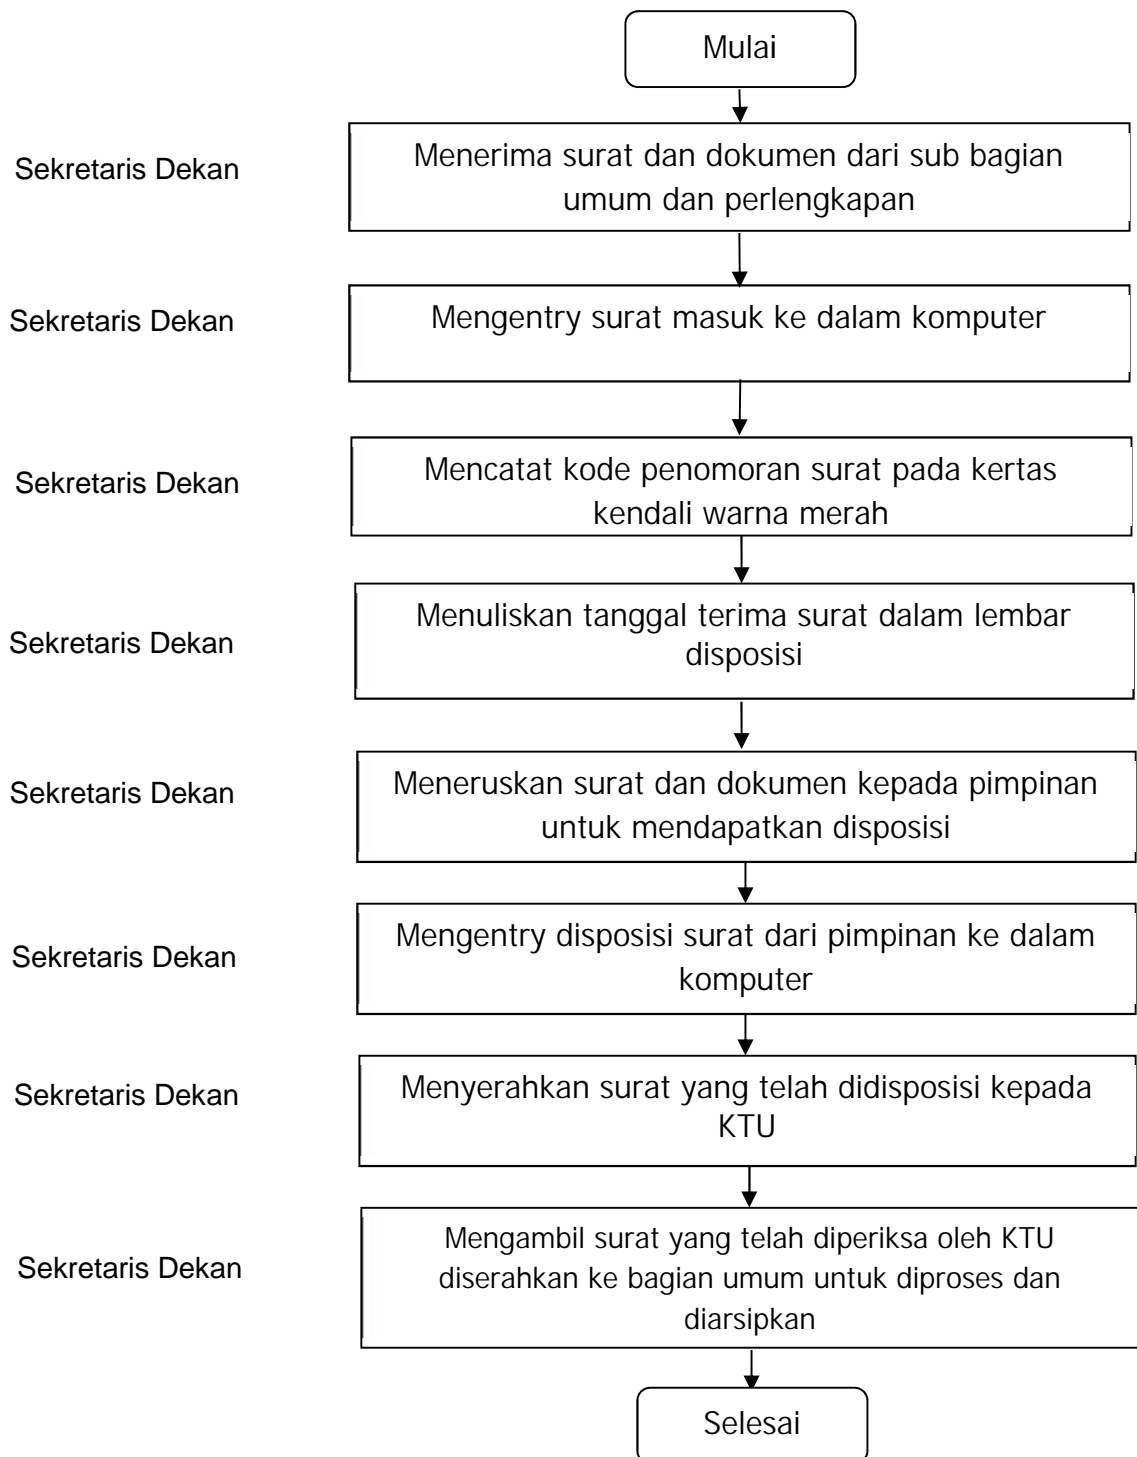 Mulai
Sekretaris Dekan
Menerima surat dan dokumen dari sub bagian
umum dan perlengkapan
Sekretaris Dekan
Mengentry surat masuk ke dalam komputer
Sekretaris Dekan
Mencatat kode penomoran surat pada kertas
kendali warna merah
Sekretaris Dekan
Menuliskan tanggal terima surat dalam lembar
disposisi
Sekretaris Dekan
Meneruskan surat dan dokumen kepada pimpinan
untuk mendapatkan disposisi
Sekretaris Dekan
Mengentry disposisi surat dari pimpinan ke dalam
komputer
Sekretaris Dekan
Menyerahkan surat yang telah didisposisi kepada
KTU
Sekretaris Dekan
Mengambil surat yang telah diperiksa oleh KTU
diserahkan ke bagian umum untuk diproses dan
diarsipkan
Selesai